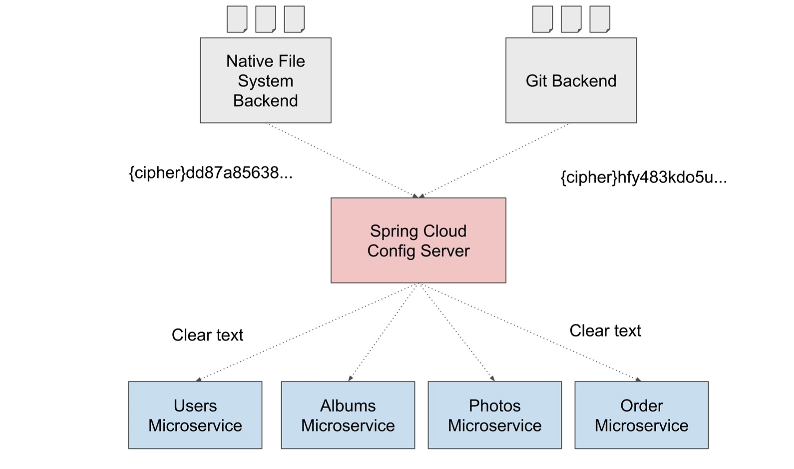 Native File
System
Backend
Git Backend
{cipher}dd87a85638...
{cipher}hfy483kdo5u...
Spring Cloud
Config Server
Clear text
Clear text
Users
Microservice
Albums
Microservice
Photos
Microservice
Order
Microservice